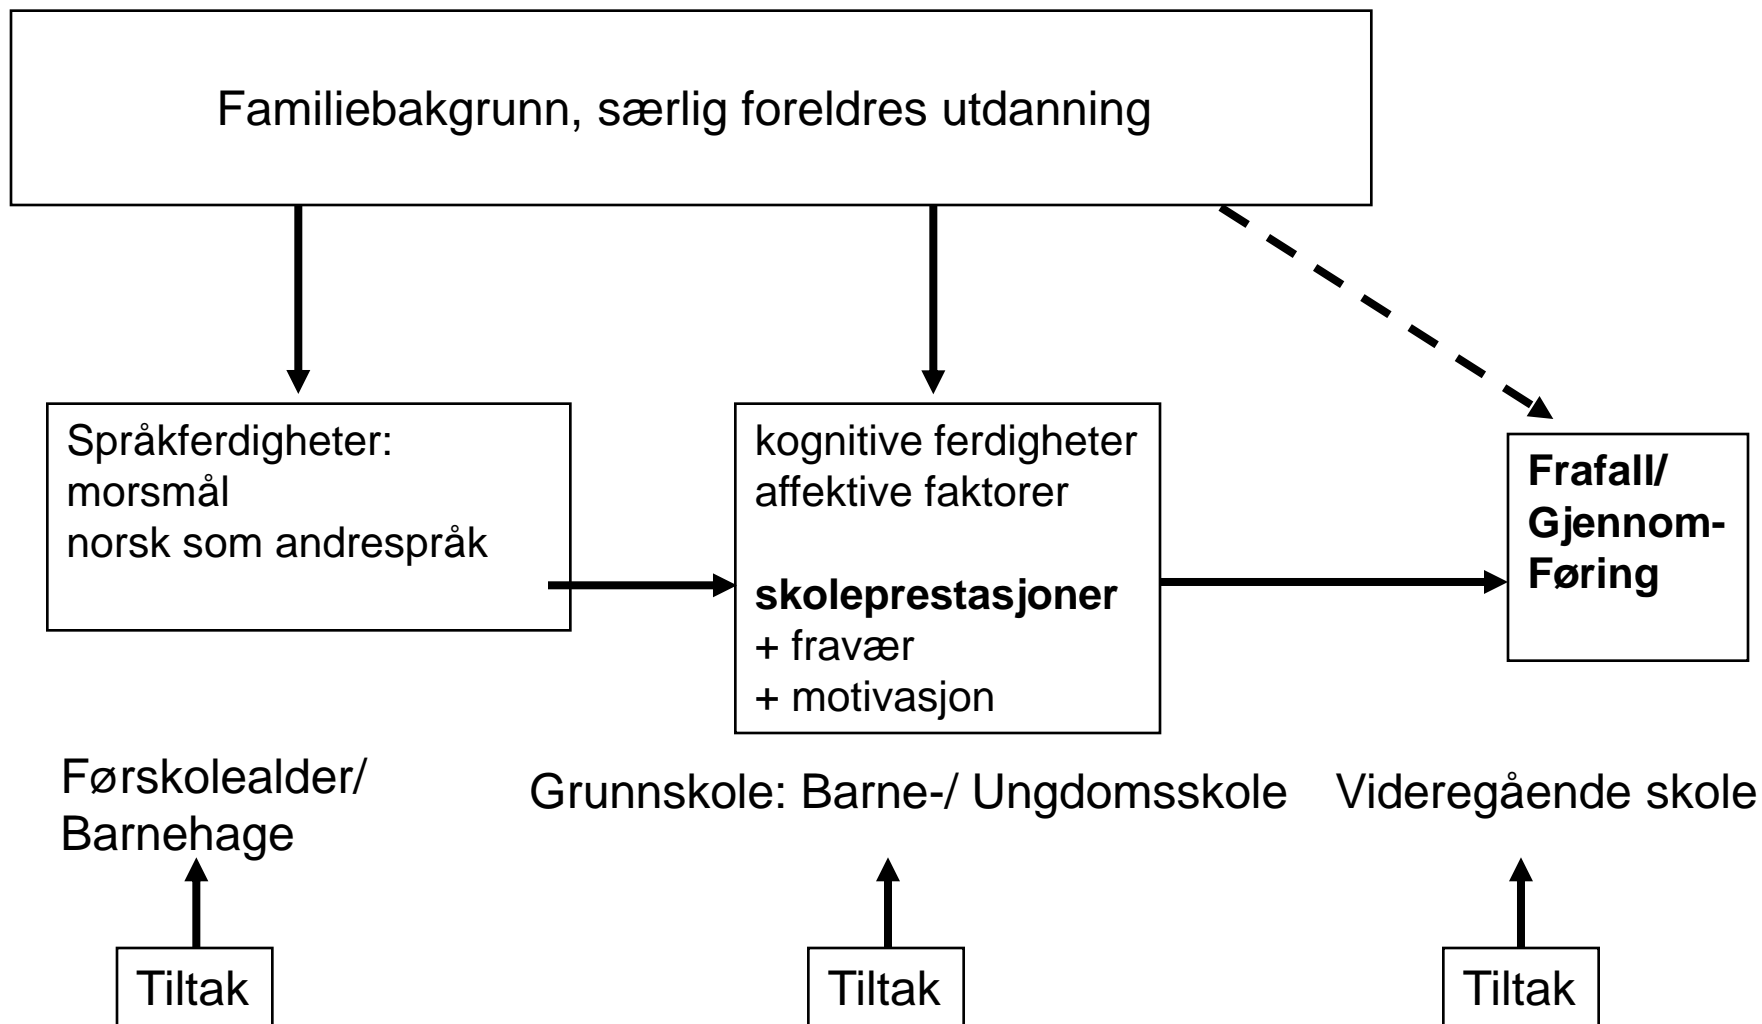 Familiebakgrunn, særlig foreldres utdanning
Språkferdigheter:
morsmål
norsk som andrespråk
kognitive ferdigheter
affektive faktorer
skoleprestasjoner
+ fravær
+ motivasjon
Frafall/
Gjennom-
Føring
Førskolealder/
Barnehage
Grunnskole: Barne-/ Ungdomsskole
Videregående skole
Tiltak
Tiltak
Tiltak